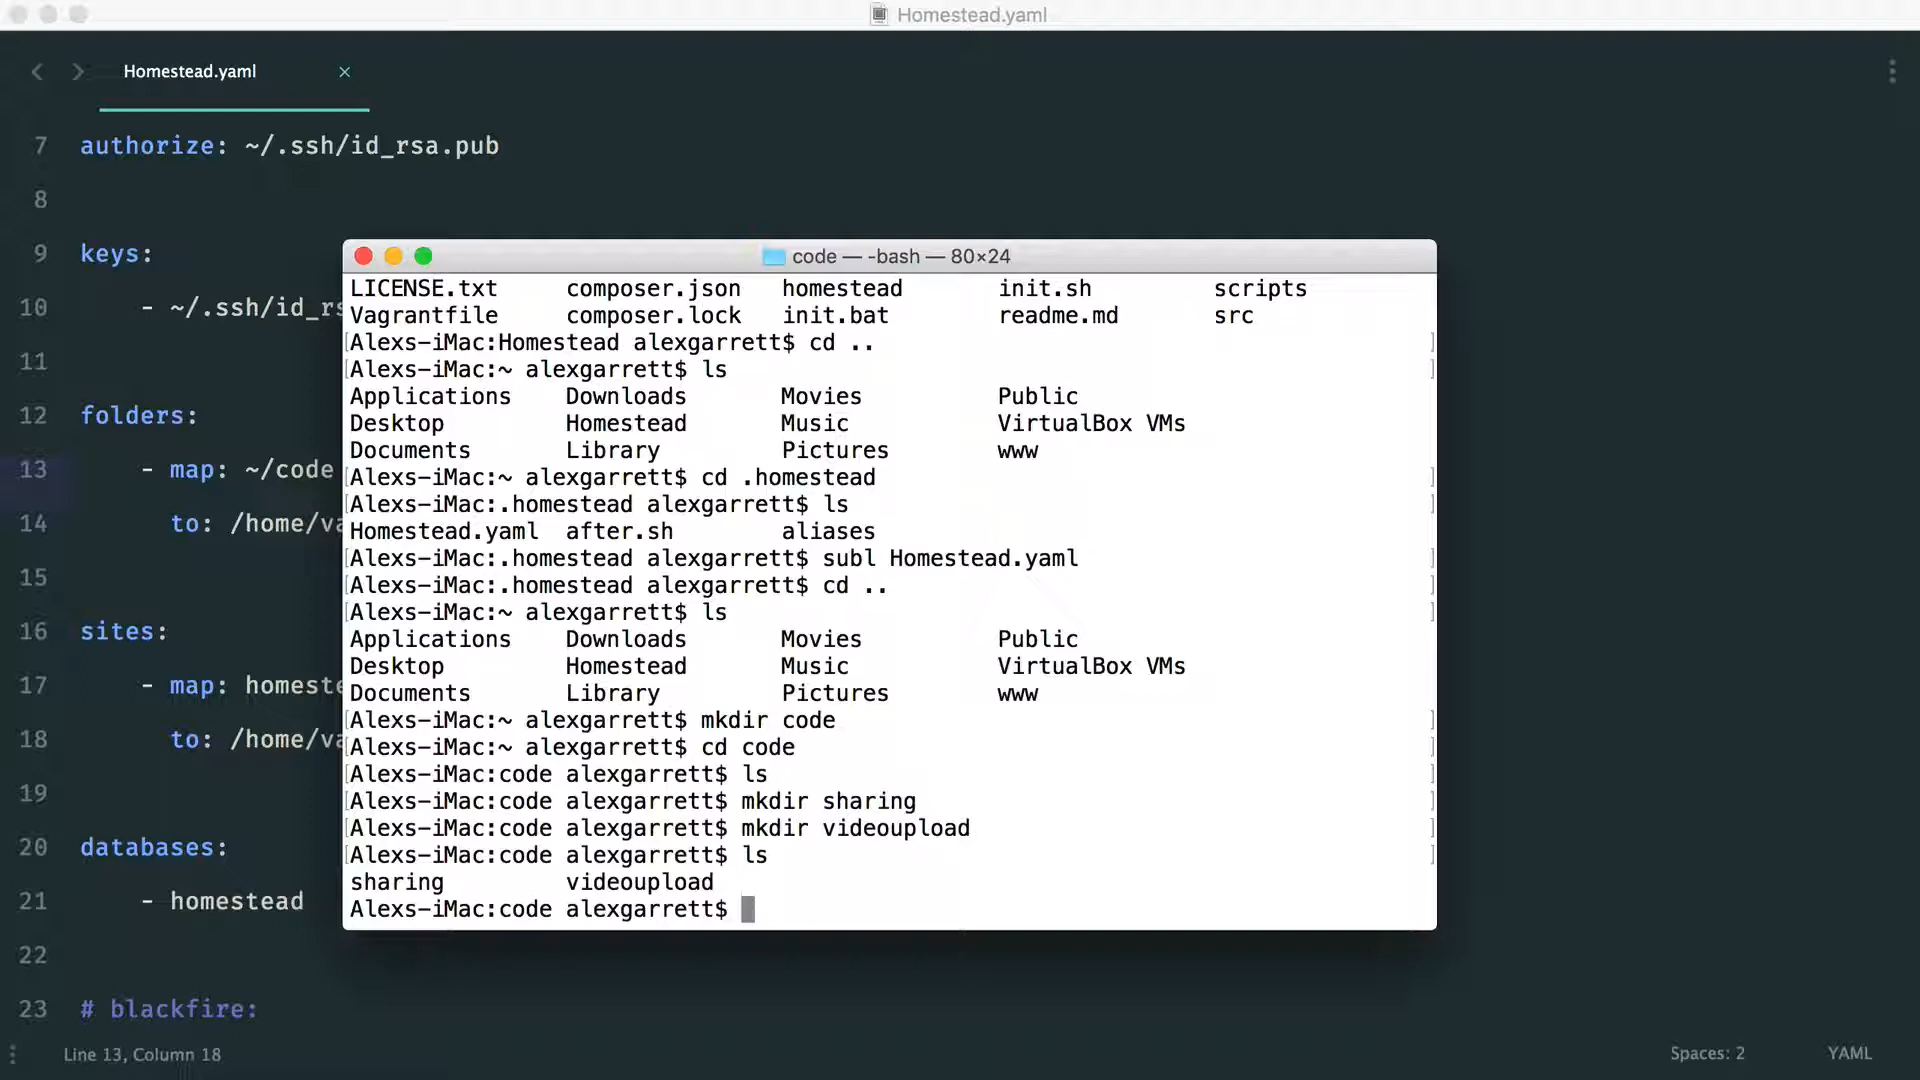 Homestead.yaml
Homestead.yaml ×
7 authorize: ~/.ssh/id_rsa.pub
8
9 keys:
10 - ~/.ssh/id_rs
11
12 folders:
13 - map: ~/code
14 to: /home/va
15
16 sites:
17 - map: homeste
18 to: /home/va
19
20 databases:
21 - homestead
22
23 # blackfire:
Line 13, Column 18
Spaces: 2 YAML
code — -bash — 80×24
LICENSE.txt composer.json homestead init.sh scripts
Vagrantfile composer.lock init.bat readme.md src
[Alexs-iMac:Homestead alexgarrett$ cd .. ]
[Alexs-iMac:~ alexgarrett$ ls ]
Applications Downloads Movies Public
Desktop Homestead Music VirtualBox VMs
Documents Library Pictures www
[Alexs-iMac:~ alexgarrett$ cd .homestead ]
[Alexs-iMac:.homestead alexgarrett$ ls ]
Homestead.yaml after.sh aliases
[Alexs-iMac:.homestead alexgarrett$ subl Homestead.yaml ]
[Alexs-iMac:.homestead alexgarrett$ cd .. ]
[Alexs-iMac:~ alexgarrett$ ls ]
Applications Downloads Movies Public
Desktop Homestead Music VirtualBox VMs
Documents Library Pictures www
[Alexs-iMac:~ alexgarrett$ mkdir code ]
[Alexs-iMac:~ alexgarrett$ cd code ]
[Alexs-iMac:code alexgarrett$ ls ]
[Alexs-iMac:code alexgarrett$ mkdir sharing ]
[Alexs-iMac:code alexgarrett$ mkdir videoupload ]
[Alexs-iMac:code alexgarrett$ ls ]
sharing videoupload
Alexs-iMac:code alexgarrett$